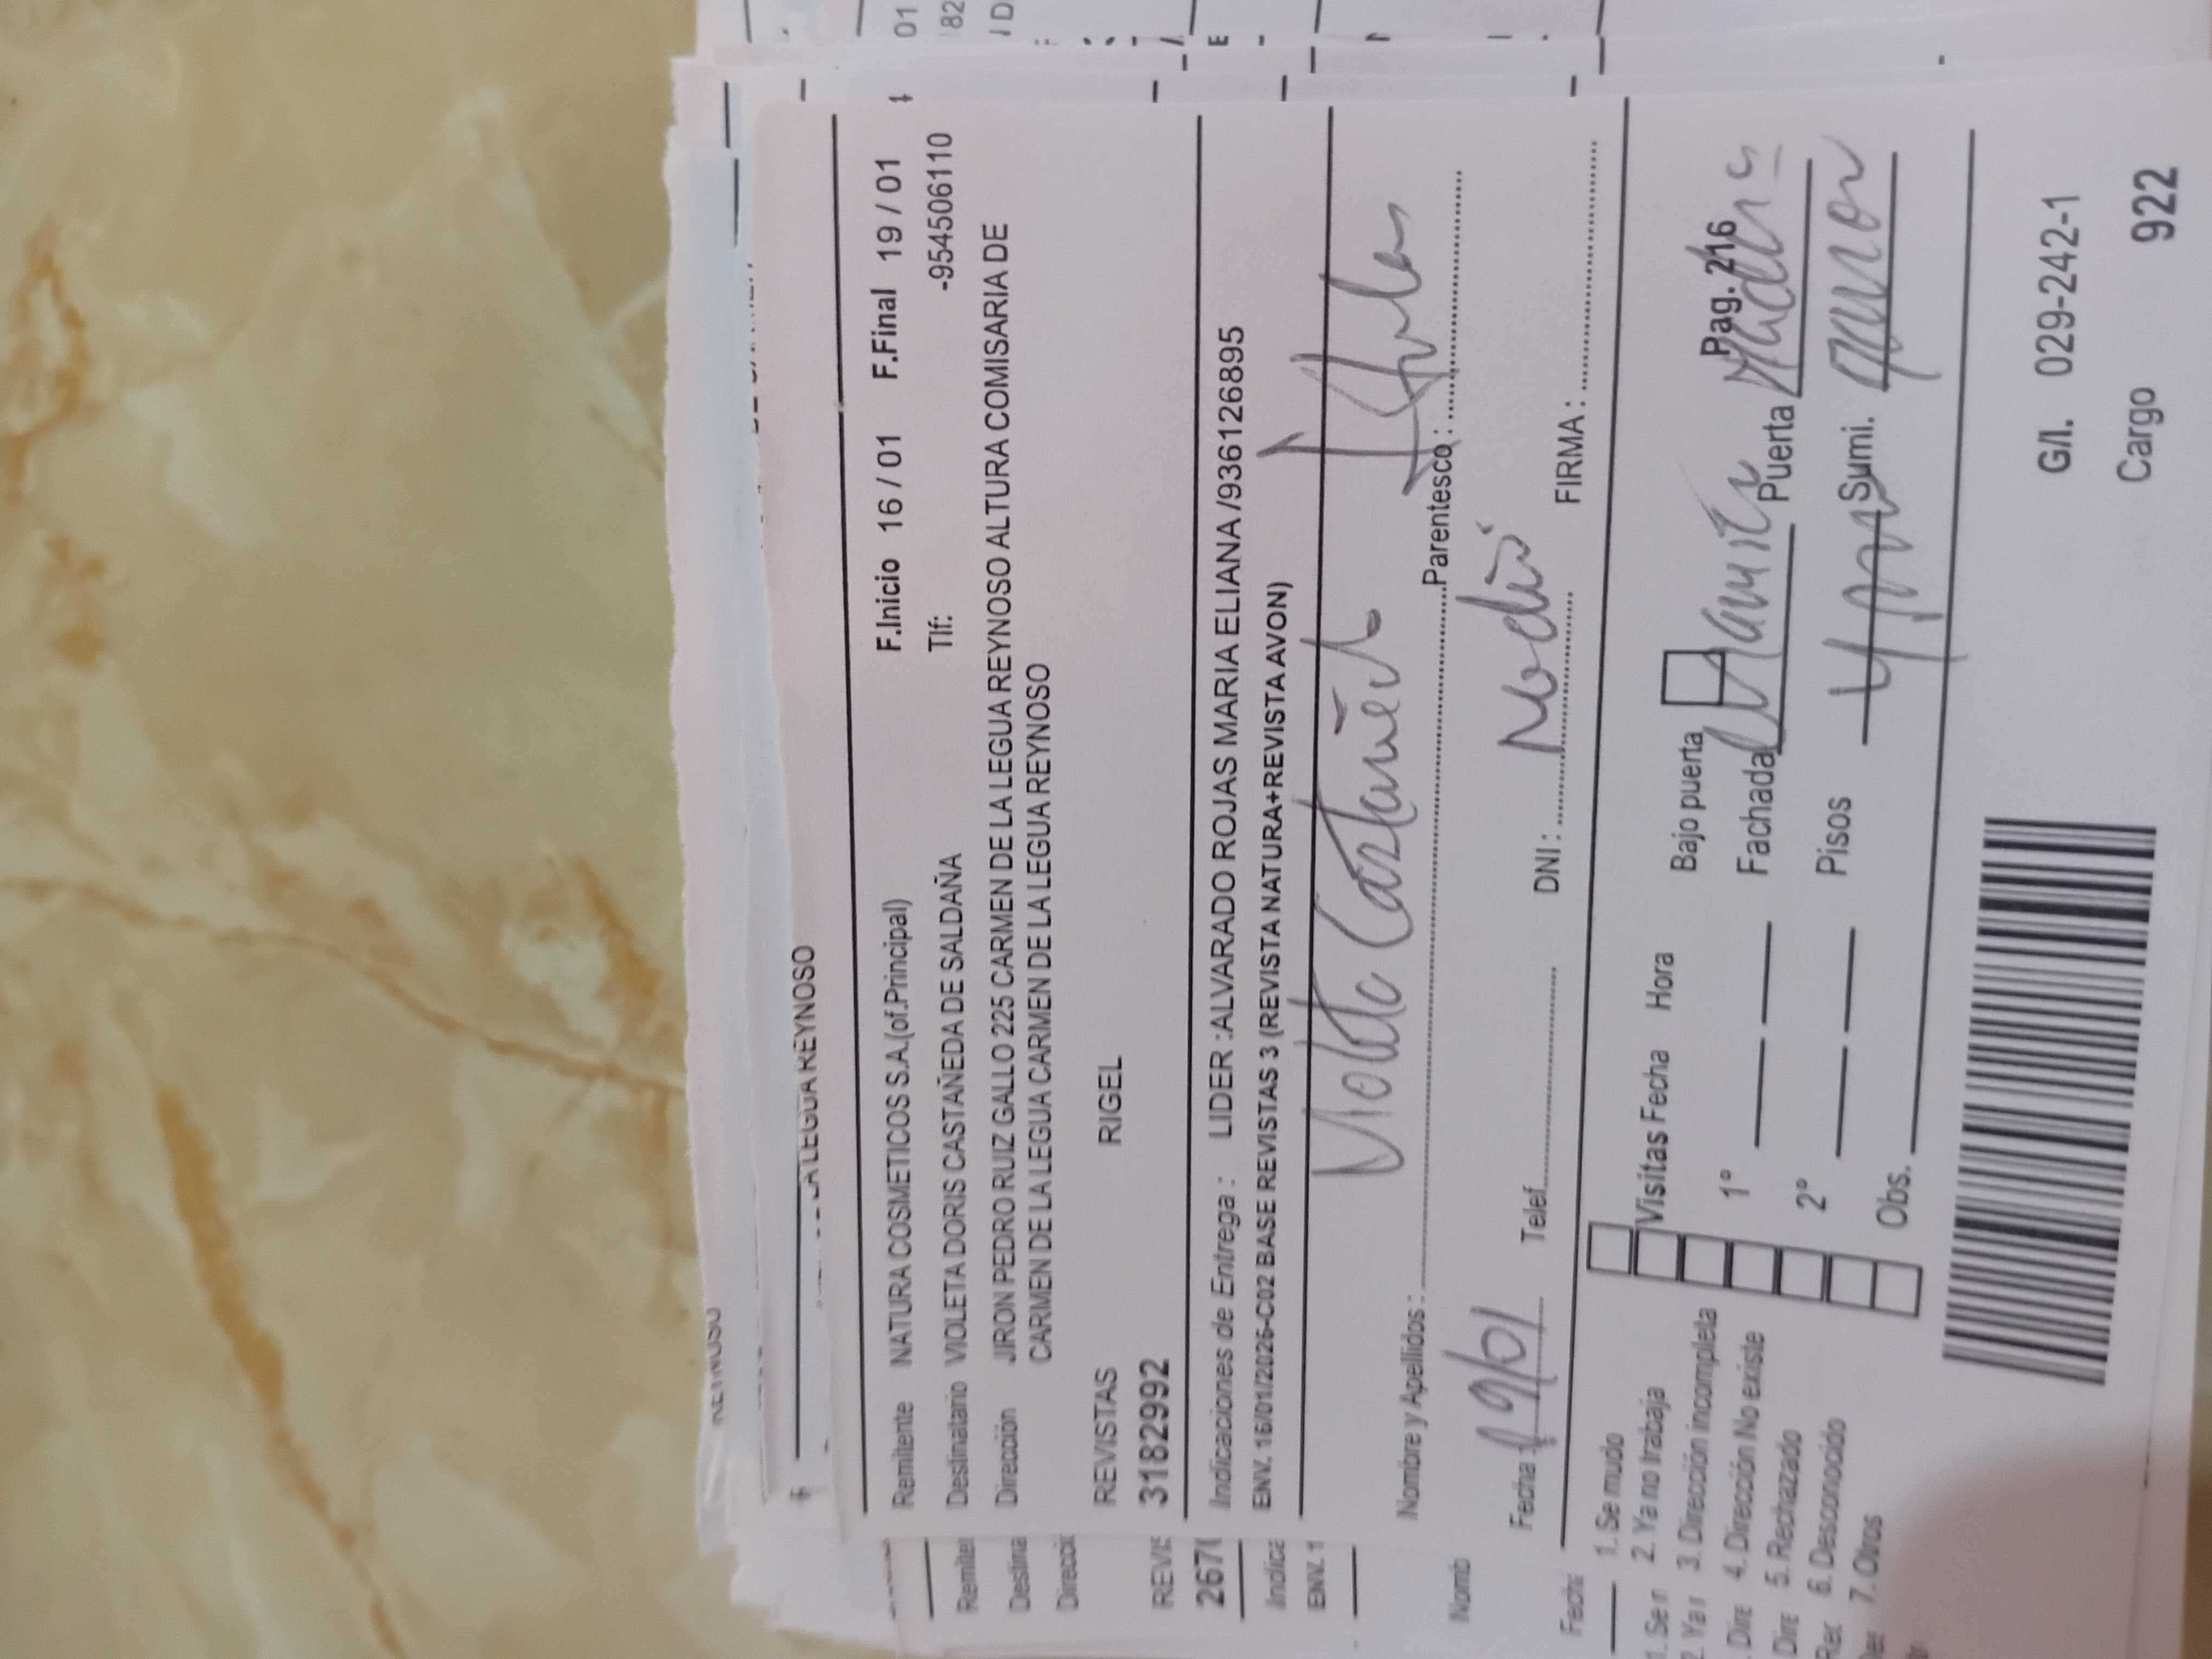 LA LEGUA REYNOSO
Remitente NATURA COSMETICOS S.A.(of.Principal) F.Inicio 16 / 01 F.Final 19 / 01
Destinatario VIOLETA DORIS CASTAÑEDA DE SALDAÑA Tlf: -954506110
Dirección JIRON PEDRO RUIZ GALLO 225 CARMEN DE LA LEGUA REYNOSO ALTURA COMISARIA DE
CARMEN DE LA LEGUA CARMEN DE LA LEGUA REYNOSO
REVISTAS RIGEL
3182992
Indicaciones de Entrega : LIDER :ALVARADO ROJAS MARIA ELIANA /936126895
ENV. 16/01/2026-C02 BASE REVISTAS 3 (REVISTA NATURA+REVISTA AVON)
Violeta Castañeda
Nombre y Apellidos : Parentesco :
Fecha : 19/01 Telef. DNI : FIRMA :
1. Se mudo
2. Ya no trabaja Visitas Fecha Hora Bajo puerta Pag. 216
3. Dirección incompleta 1° Fachada Puerta
4. Dirección No existe
5. Rechazado 2° Pisos Sumi.
6. Desconocido
7. Otros Obs.
G/I. 029-242-1
Cargo 922